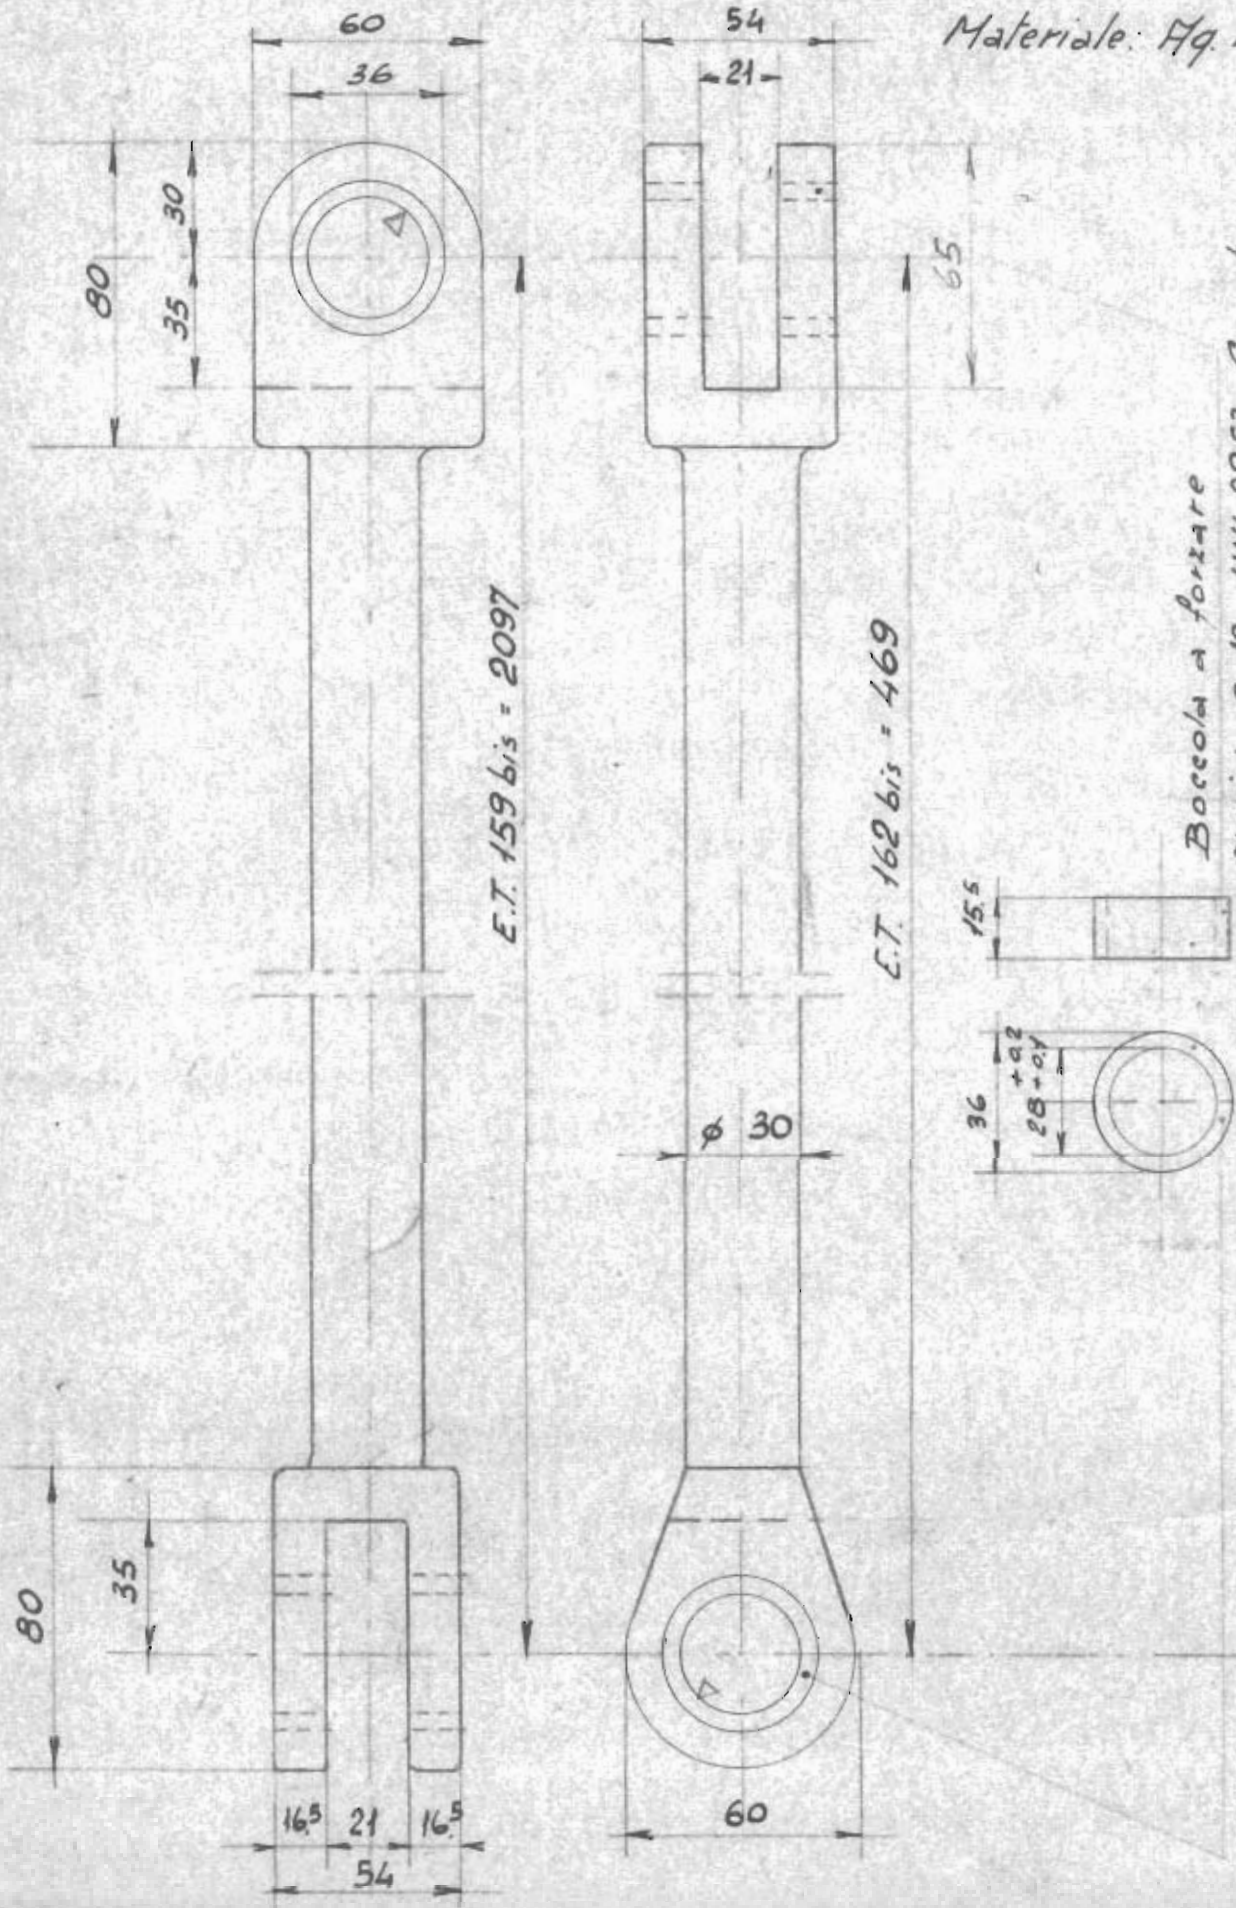 60
36
54
21
Materiale:
80
30
35
65
E.T. 159 bis = 2097
E.T. 162 bis = 469
Boccola a forzare
15.5
36
28 + 0.2
+ 0.1
φ 30
80
35
16.5 21 16.5
54
60